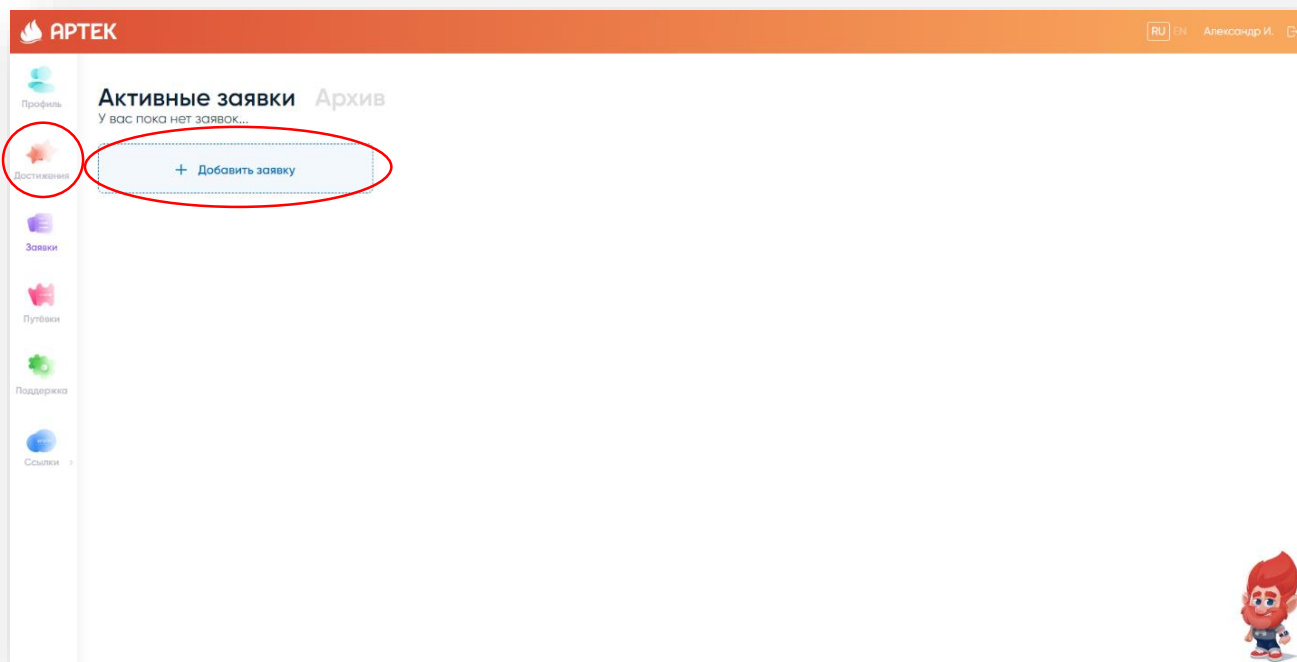 АРТЕК
RU EN Александр И.
Профиль
Достижения
Заявки
Путёвки
Поддержка
Ссылки
Активные заявки Архив
У вас пока нет заявок...
+ Добавить заявку